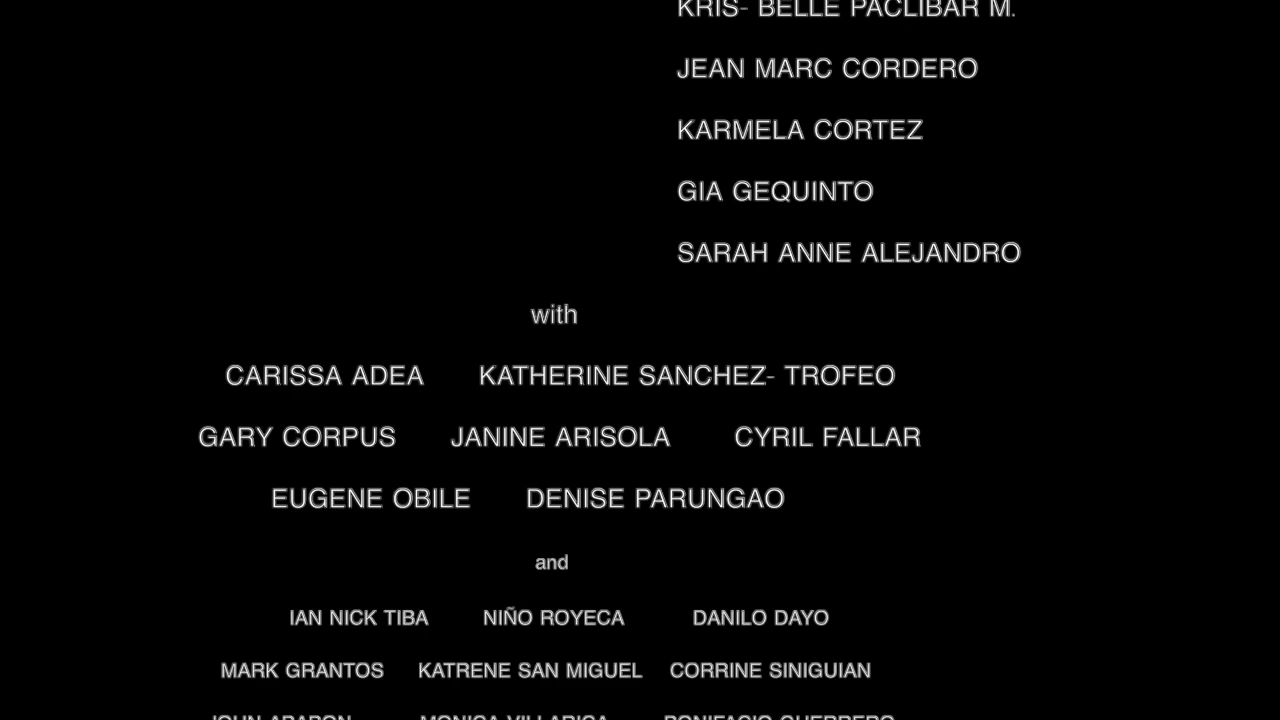 KRIS- BELLE PACLIBAR M.
JEAN MARC CORDERO
KARMELA CORTEZ
GIA GEQUINTO
SARAH ANNE ALEJANDRO
with
CARISSA ADEA KATHERINE SANCHEZ- TROFEO
GARY CORPUS JANINE ARISOLA CYRIL FALLAR
EUGENE OBILE DENISE PARUNGAO
and
IAN NICK TIBA NIÑO ROYECA DANILO DAYO
MARK GRANTOS KATRENE SAN MIGUEL CORRINE SINIGUIAN